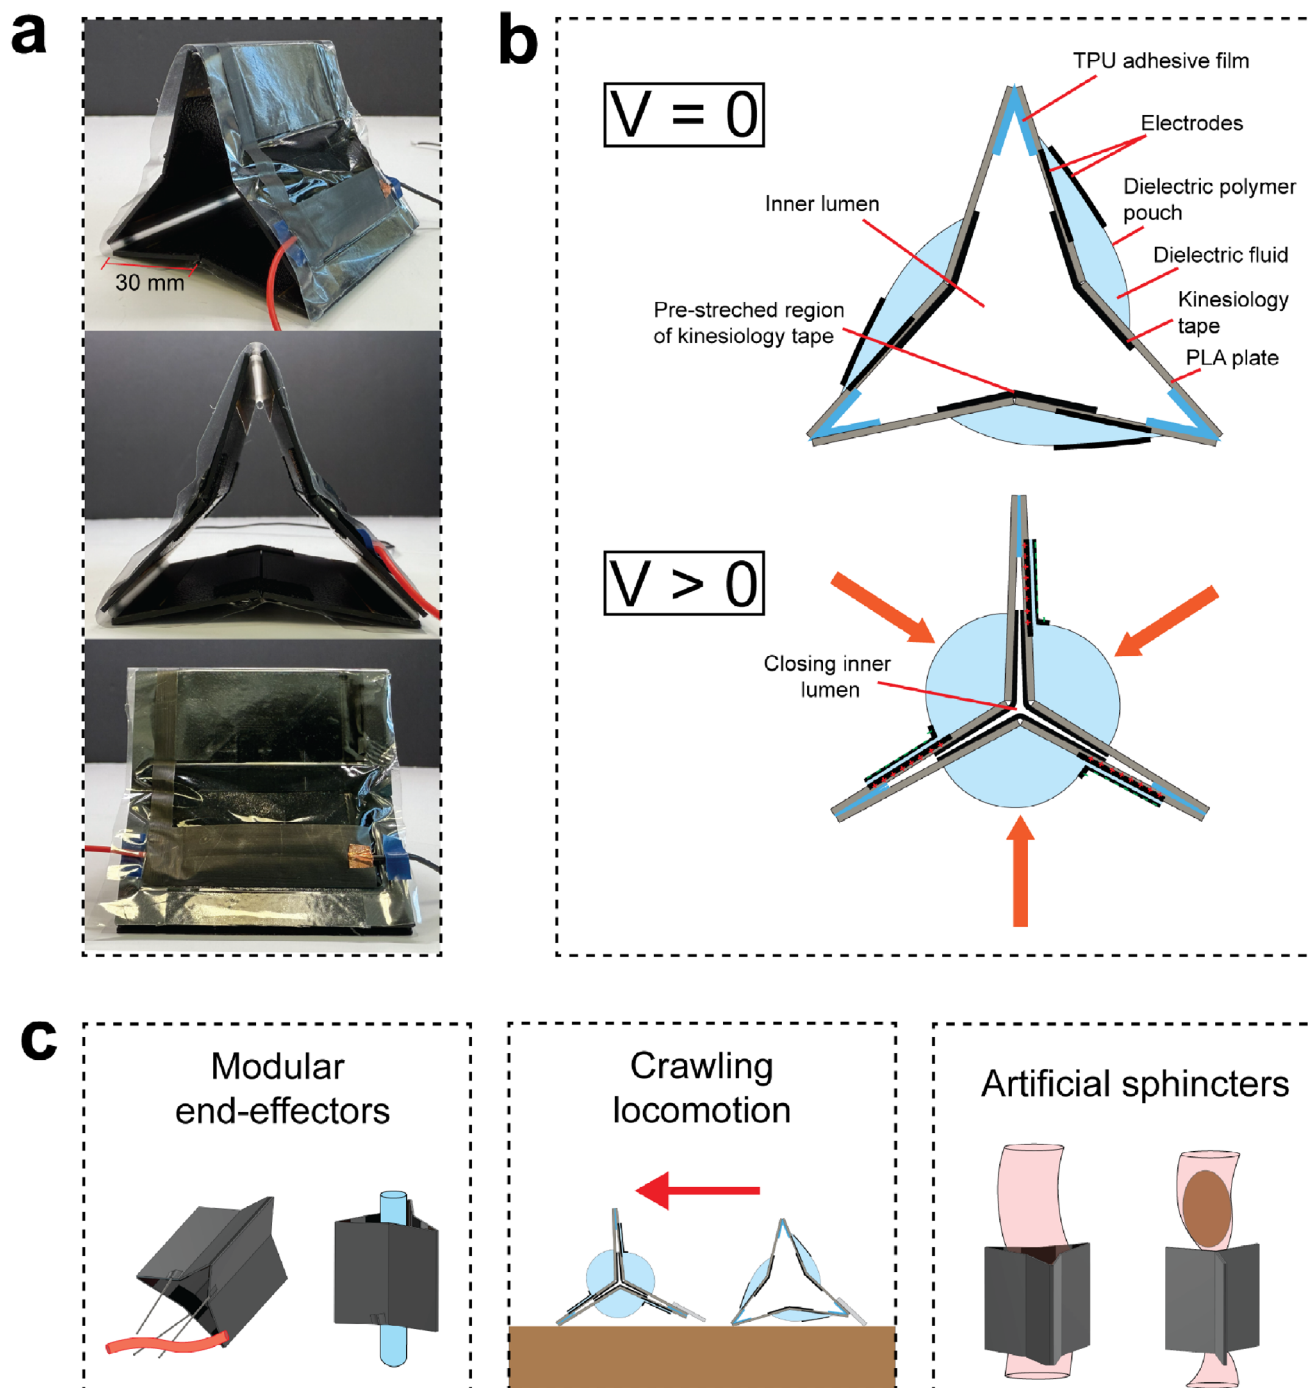 a
30 mm
b
V = 0
TPU adhesive film
Electrodes
Dielectric polymer
pouch
Inner lumen
Dielectric fluid
Pre-streched region
of kinesiology tape
Kinesiology
tape
PLA plate
V > 0
Closing inner
lumen
c
Modular
end-effectors
Crawling
locomotion
Artificial sphincters